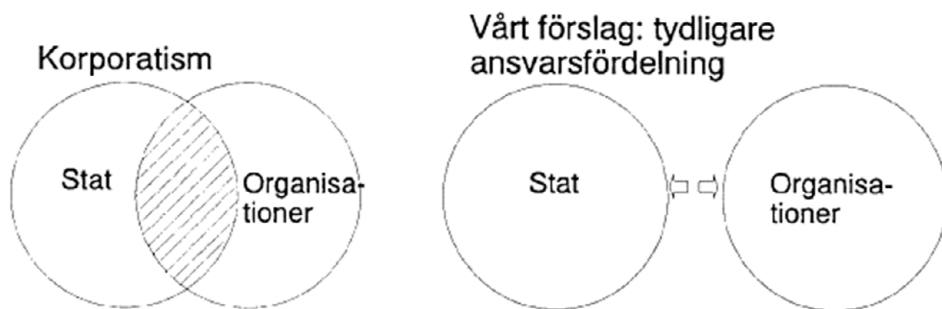 Korporatism
Stat
Organisa-
tioner
Vårt förslag: tydligare
ansvarsfördelning
Stat
Organisa-
tioner